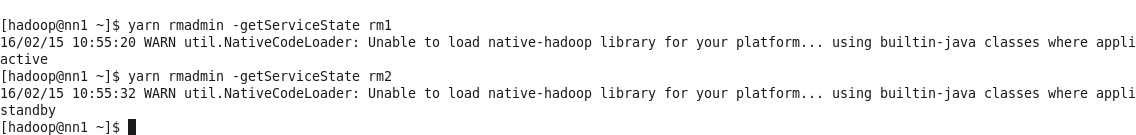 [hadoop@nn1 ~]$ yarn rmadmin -getServiceState rm1
16/02/15 10:55:20 WARN util.NativeCodeLoader: Unable to load native-hadoop library for your platform... using builtin-java classes where appli
active
[hadoop@nn1 ~]$ yarn rmadmin -getServiceState rm2
16/02/15 10:55:32 WARN util.NativeCodeLoader: Unable to load native-hadoop library for your platform... using builtin-java classes where appli
standby
[hadoop@nn1 ~]$